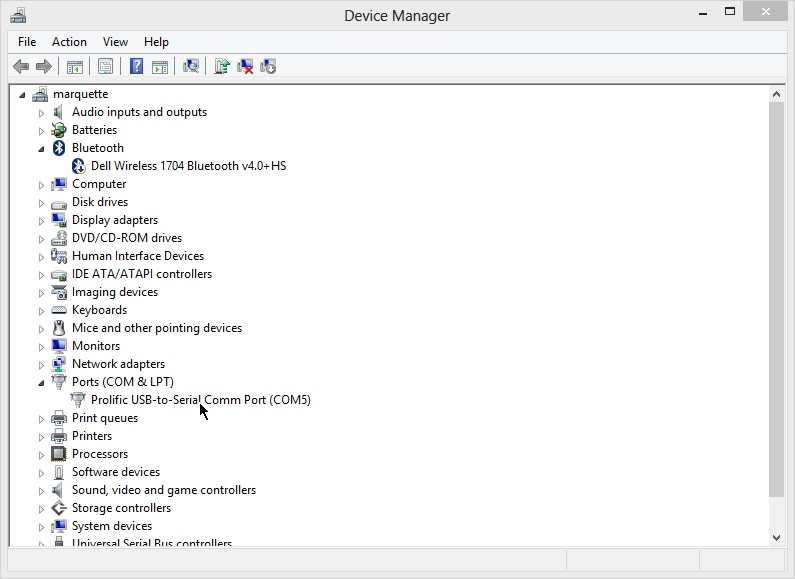 Device Manager
File Action View Help
marquette
Audio inputs and outputs
Batteries
Bluetooth
Dell Wireless 1704 Bluetooth v4.0+HS
Computer
Disk drives
Display adapters
DVD/CD-ROM drives
Human Interface Devices
IDE ATA/ATAPI controllers
Imaging devices
Keyboards
Mice and other pointing devices
Monitors
Network adapters
Ports (COM & LPT)
Prolific USB-to-Serial Comm Port (COM5)
Print queues
Printers
Processors
Software devices
Sound, video and game controllers
Storage controllers
System devices
Universal Serial Bus controllers